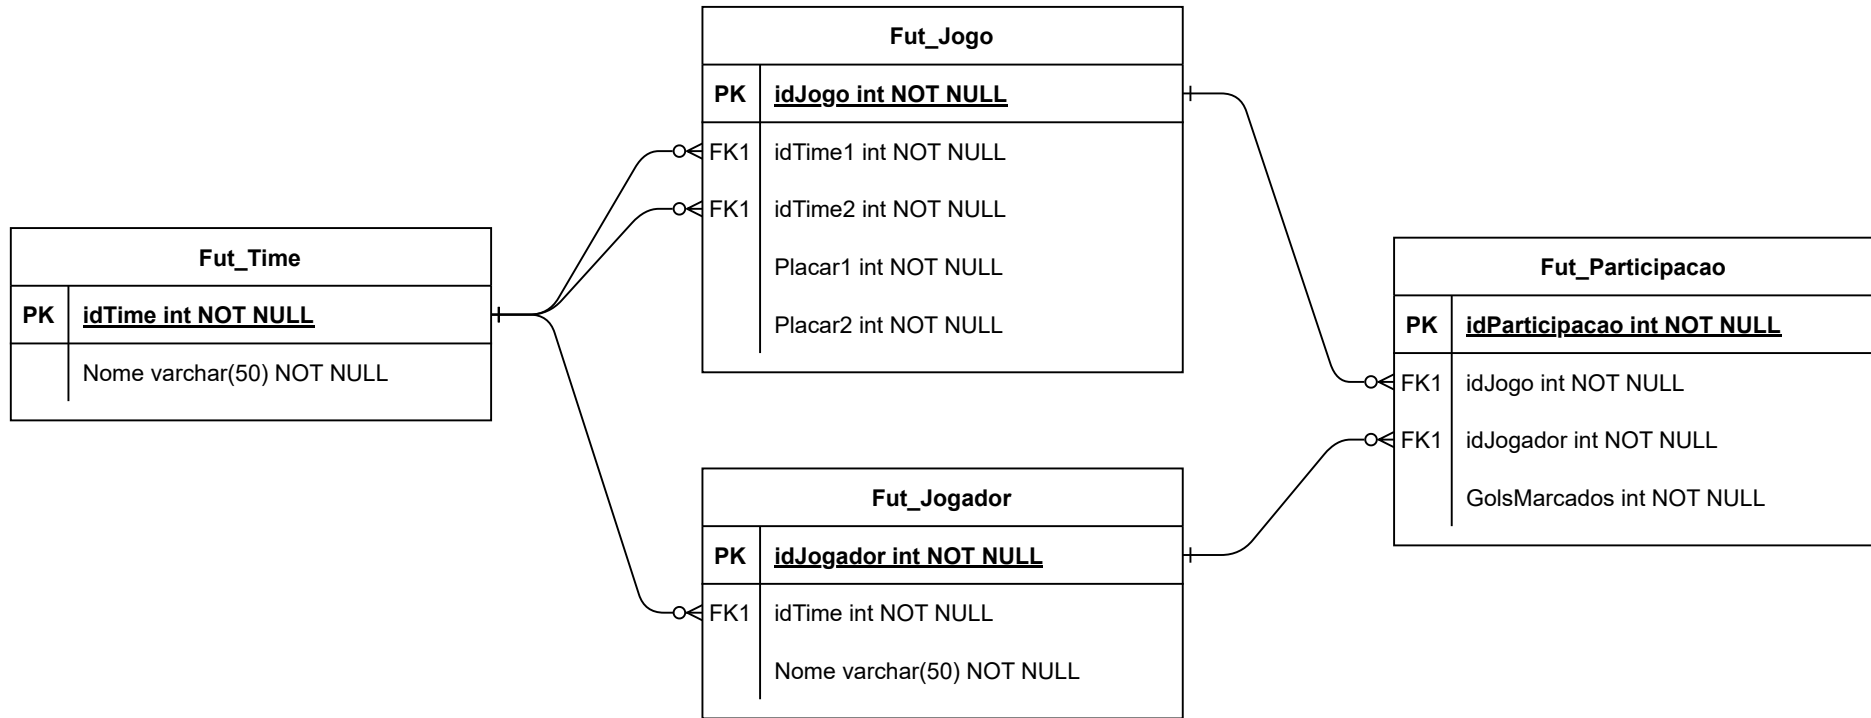 Fut_Jogo
PK idJogo int NOT NULL
FK1 idTime1 int NOT NULL
FK1 idTime2 int NOT NULL
Placar1 int NOT NULL
Placar2 int NOT NULL
Fut_Time
PK idTime int NOT NULL
Nome varchar(50) NOT NULL
Fut_Jogador
PK idJogador int NOT NULL
FK1 idTime int NOT NULL
Nome varchar(50) NOT NULL
Fut_Participacao
PK idParticipacao int NOT NULL
FK1 idJogo int NOT NULL
FK1 idJogador int NOT NULL
GolsMarcados int NOT NULL